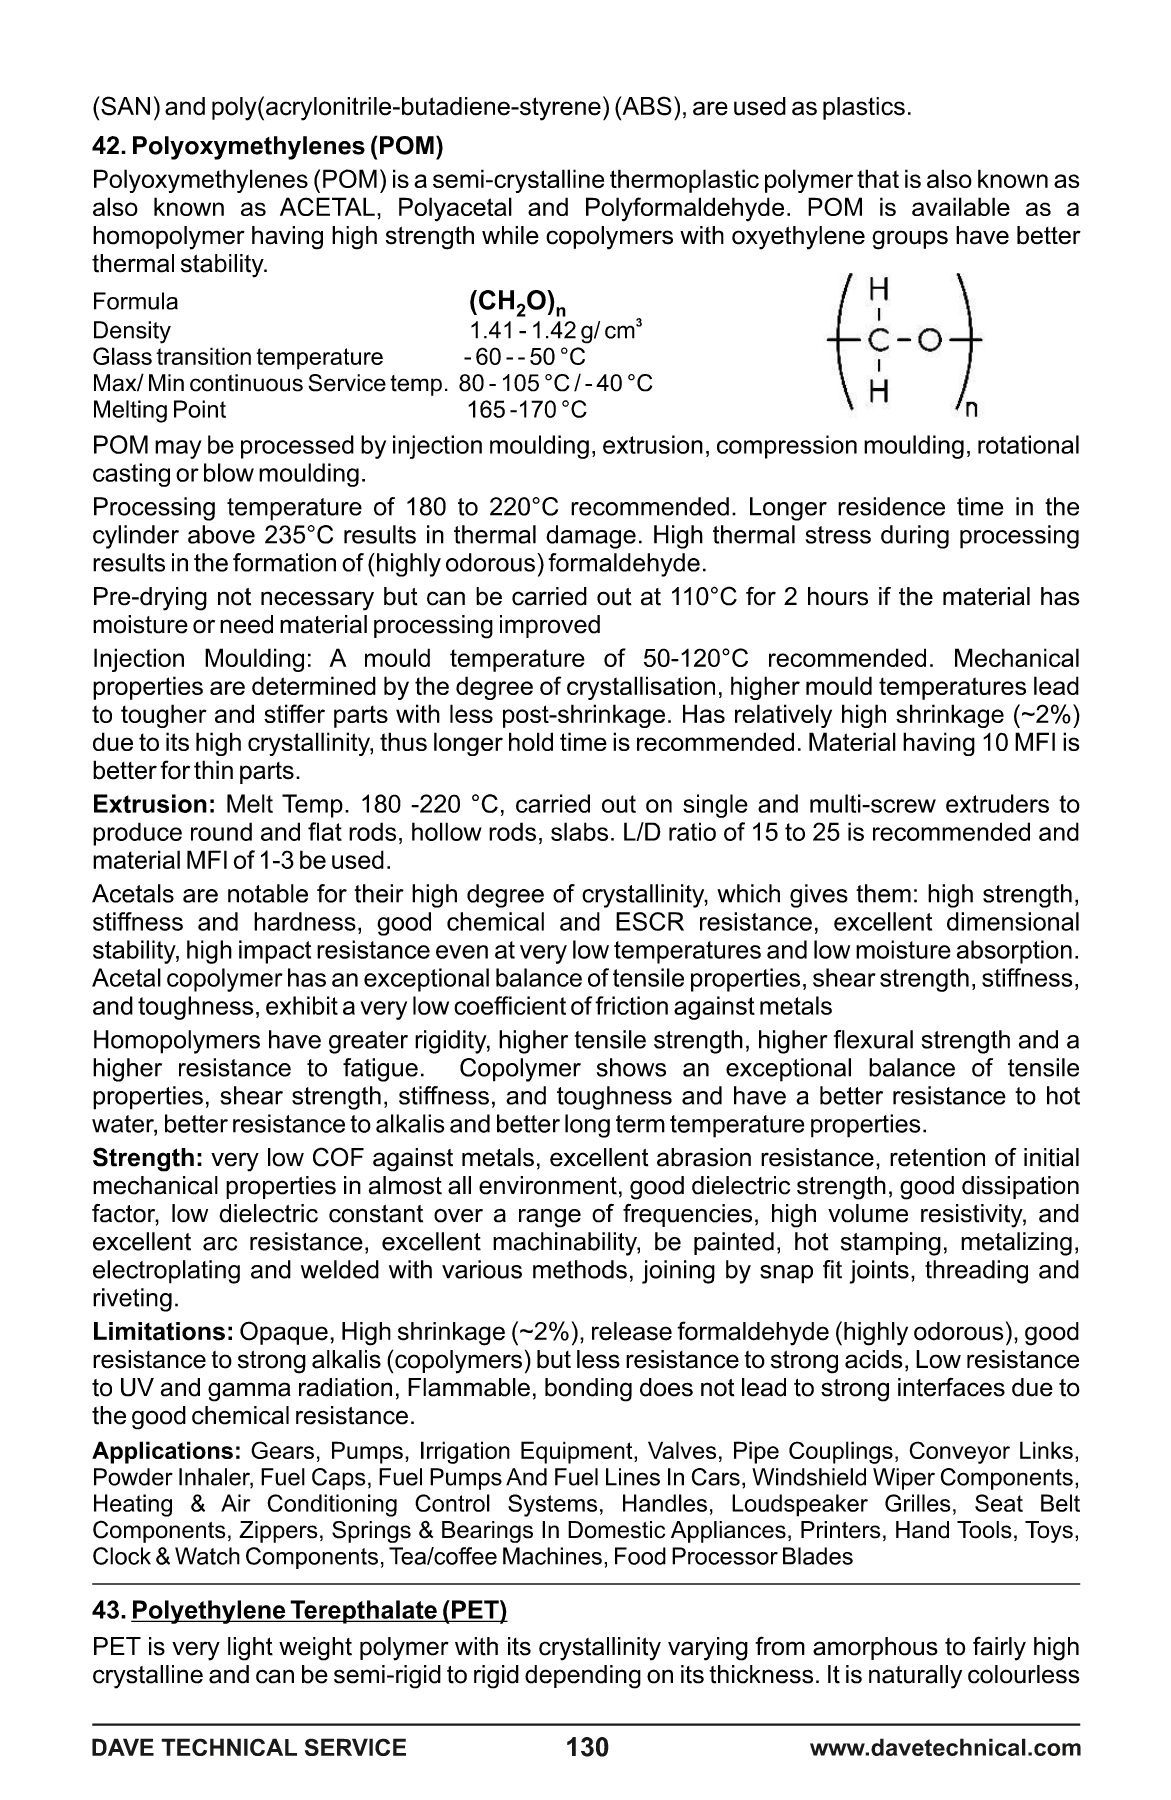 (SAN) and poly(acrylonitrile-butadiene-styrene) (ABS), are used as plastics.
42. Polyoxymethylenes (POM)
Polyoxymethylenes (POM) is a semi-crystalline thermoplastic polymer that is also known as
also known as ACETAL, Polyacetal and Polyformaldehyde. POM is available as a
homopolymer having high strength while copolymers with oxyethylene groups have better
thermal stability.
Formula (CH₂O)ₙ
Density 1.41 - 1.42 g/ cm³
Glass transition temperature - 60 - - 50 °C
Max/ Min continuous Service temp. 80 - 105 °C / - 40 °C
Melting Point 165 -170 °C
H
C - O
H
n
POM may be processed by injection moulding, extrusion, compression moulding, rotational
casting or blow moulding.
Processing temperature of 180 to 220°C recommended. Longer residence time in the
cylinder above 235°C results in thermal damage. High thermal stress during processing
results in the formation of (highly odorous) formaldehyde.
Pre-drying not necessary but can be carried out at 110°C for 2 hours if the material has
moisture or need material processing improved
Injection Moulding: A mould temperature of 50-120°C recommended. Mechanical
properties are determined by the degree of crystallisation, higher mould temperatures lead
to tougher and stiffer parts with less post-shrinkage. Has relatively high shrinkage (~2%)
due to its high crystallinity, thus longer hold time is recommended. Material having 10 MFI is
better for thin parts.
Extrusion: Melt Temp. 180 -220 °C, carried out on single and multi-screw extruders to
produce round and flat rods, hollow rods, slabs. L/D ratio of 15 to 25 is recommended and
material MFI of 1-3 be used.
Acetals are notable for their high degree of crystallinity, which gives them: high strength,
stiffness and hardness, good chemical and ESCR resistance, excellent dimensional
stability, high impact resistance even at very low temperatures and low moisture absorption.
Acetal copolymer has an exceptional balance of tensile properties, shear strength, stiffness,
and toughness, exhibit a very low coefficient of friction against metals
Homopolymers have greater rigidity, higher tensile strength, higher flexural strength and a
higher resistance to fatigue. Copolymer shows an exceptional balance of tensile
properties, shear strength, stiffness, and toughness and have a better resistance to hot
water, better resistance to alkalis and better long term temperature properties.
Strength: very low COF against metals, excellent abrasion resistance, retention of initial
mechanical properties in almost all environment, good dielectric strength, good dissipation
factor, low dielectric constant over a range of frequencies, high volume resistivity, and
excellent arc resistance, excellent machinability, be painted, hot stamping, metalizing,
electroplating and welded with various methods, joining by snap fit joints, threading and
riveting.
Limitations: Opaque, High shrinkage (~2%), release formaldehyde (highly odorous), good
resistance to strong alkalis (copolymers) but less resistance to strong acids, Low resistance
to UV and gamma radiation, Flammable, bonding does not lead to strong interfaces due to
the good chemical resistance.
Applications: Gears, Pumps, Irrigation Equipment, Valves, Pipe Couplings, Conveyor Links,
Powder Inhaler, Fuel Caps, Fuel Pumps And Fuel Lines In Cars, Windshield Wiper Components,
Heating & Air Conditioning Control Systems, Handles, Loudspeaker Grilles, Seat Belt
Components, Zippers, Springs & Bearings In Domestic Appliances, Printers, Hand Tools, Toys,
Clock & Watch Components, Tea/coffee Machines, Food Processor Blades
43. Polyethylene Terepthalate (PET)
PET is very light weight polymer with its crystallinity varying from amorphous to fairly high
crystalline and can be semi-rigid to rigid depending on its thickness. It is naturally colourless
DAVE TECHNICAL SERVICE 130 www.davetechnical.com